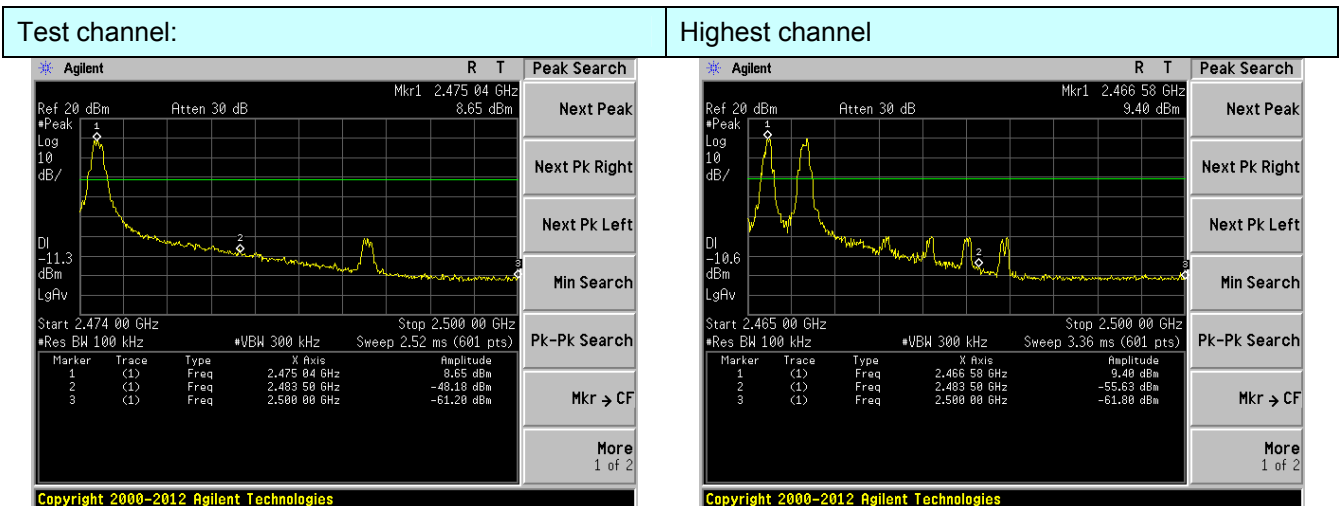 Test channel:
Highest channel
Agilent R T
Mkr1 2.475 04 GHz
Ref 20 dBm Atten 30 dB 8.65 dBm
#Peak
Log
10
dB/
DI
-11.3
dBm
LgAv
1
2
3
Start 2.474 00 GHz Stop 2.500 00 GHz
#Res BW 100 kHz #VBW 300 kHz Sweep 2.52 ms (601 pts)
Marker Trace Type X Axis Amplitude
1 (1) Freq 2.475 04 GHz 8.65 dBm
2 (1) Freq 2.483 50 GHz -48.18 dBm
3 (1) Freq 2.500 00 GHz -61.20 dBm
Copyright 2000-2012 Agilent Technologies
Peak Search
Next Peak
Next Pk Right
Next Pk Left
Min Search
Pk-Pk Search
Mkr → CF
More
1 of 2
Agilent R T
Mkr1 2.466 58 GHz
Ref 20 dBm Atten 30 dB 9.40 dBm
#Peak
Log
10
dB/
DI
-10.6
dBm
LgAv
1
2
3
Start 2.465 00 GHz Stop 2.500 00 GHz
#Res BW 100 kHz #VBW 300 kHz Sweep 3.36 ms (601 pts)
Marker Trace Type X Axis Amplitude
1 (1) Freq 2.466 58 GHz 9.40 dBm
2 (1) Freq 2.483 50 GHz -55.63 dBm
3 (1) Freq 2.500 00 GHz -61.80 dBm
Copyright 2000-2012 Agilent Technologies
Peak Search
Next Peak
Next Pk Right
Next Pk Left
Min Search
Pk-Pk Search
Mkr → CF
More
1 of 2